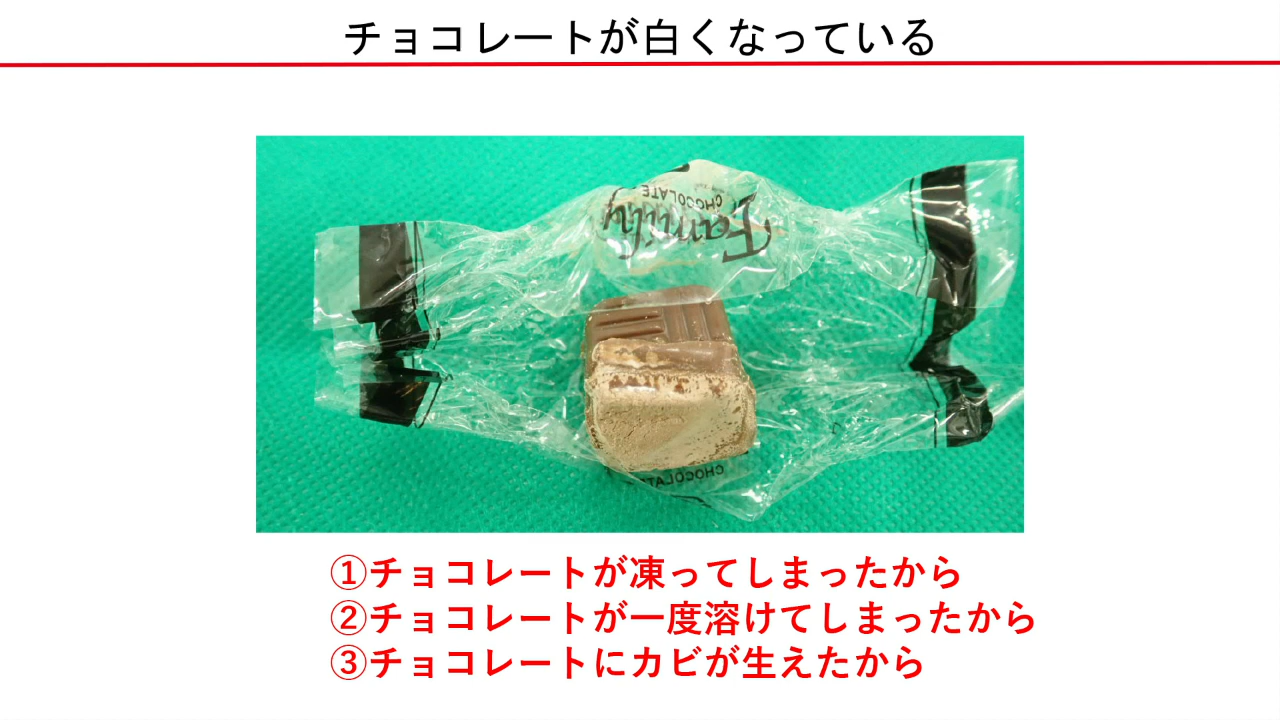 チョコレートが白くなっている
CHOCOLATE
Family
CHOCOLATE
①チョコレートが凍ってしまったから
②チョコレートが一度溶けてしまったから
③チョコレートにカビが生えたから